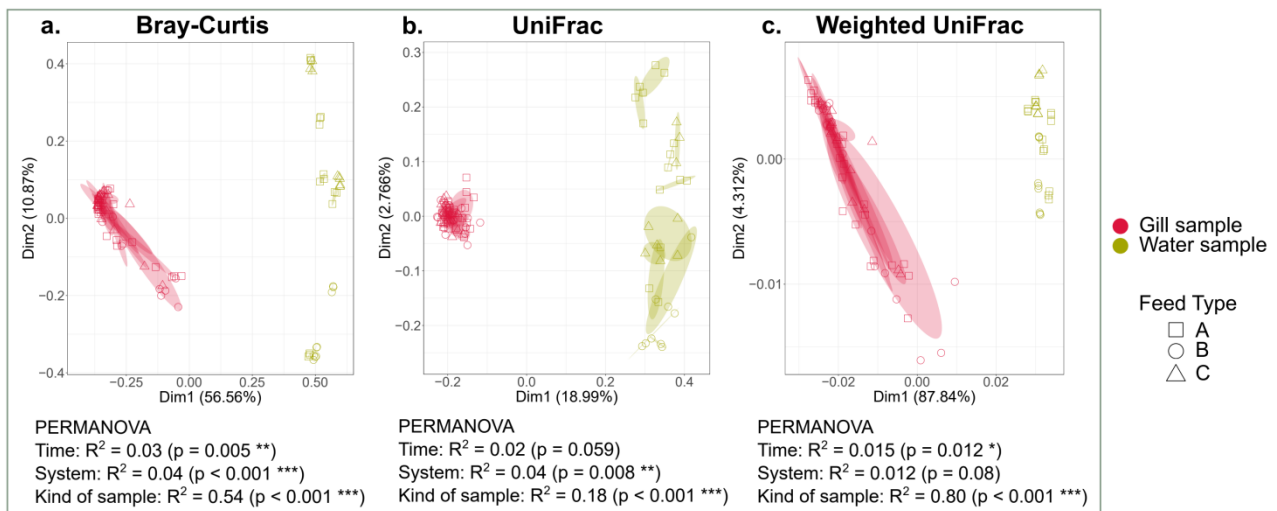 a. Bray-Curtis
0.4
0.2
0.0
−0.2
−0.4
Dim2 (10.87%)
−0.25 0.00 0.25 0.50
Dim1 (56.56%)
PERMANOVA
Time: R² = 0.03 (p = 0.005 **)
System: R² = 0.04 (p < 0.001 ***)
Kind of sample: R² = 0.54 (p < 0.001 ***)
b. UniFrac
0.3
0.2
0.1
0.0
−0.1
−0.2
Dim2 (2.766%)
−0.2 0.0 0.2 0.4
Dim1 (18.99%)
PERMANOVA
Time: R² = 0.02 (p = 0.059)
System: R² = 0.04 (p = 0.008 **)
Kind of sample: R² = 0.18 (p < 0.001 ***)
c. Weighted UniFrac
0.00
−0.01
Dim2 (4.312%)
−0.02 0.00 0.02
Dim1 (87.84%)
PERMANOVA
Time: R² = 0.015 (p = 0.012 *)
System: R² = 0.012 (p = 0.08)
Kind of sample: R² = 0.80 (p < 0.001 ***)
Gill sample
Water sample
Feed Type
A
B
C